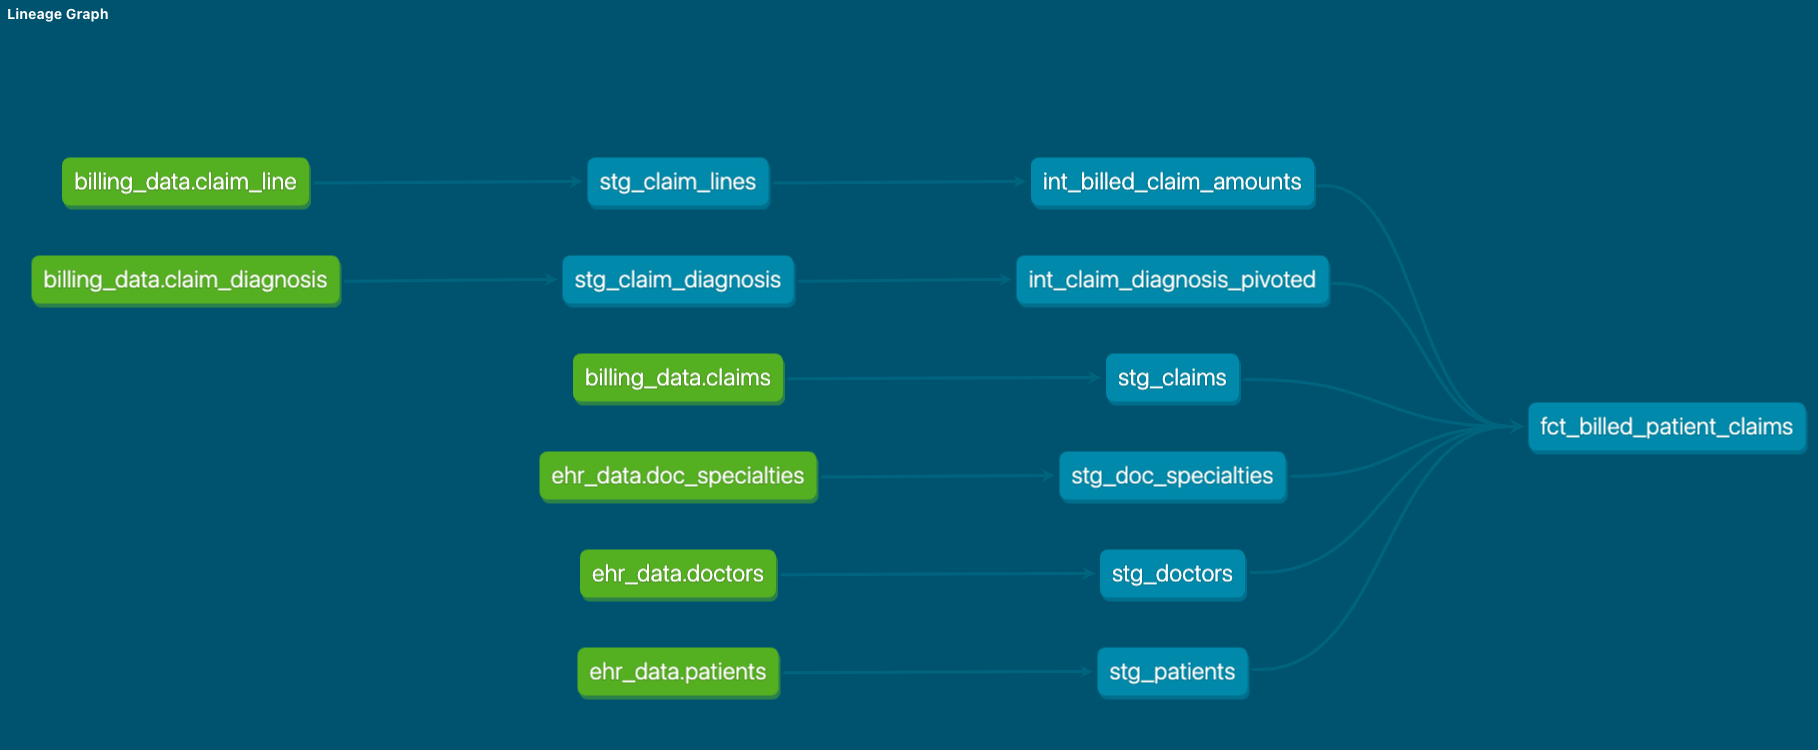 Lineage Graph
billing_data.claim_line
stg_claim_lines
int_billed_claim_amounts
billing_data.claim_diagnosis
stg_claim_diagnosis
int_claim_diagnosis_pivoted
billing_data.claims
stg_claims
fct_billed_patient_claims
ehr_data.doc_specialties
stg_doc_specialties
ehr_data.doctors
stg_doctors
ehr_data.patients
stg_patients